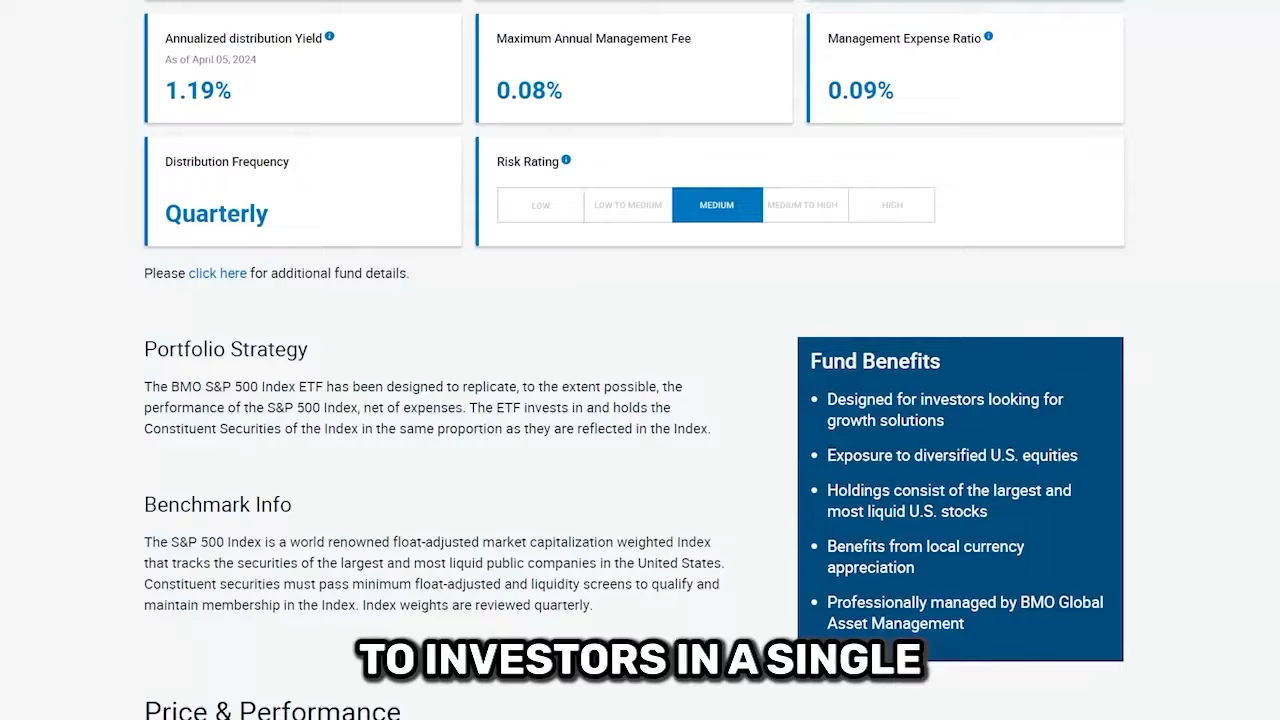 Annualized distribution Yield
As of April 05, 2024
1.19%
Maximum Annual Management Fee
0.08%
Management Expense Ratio
0.09%
Distribution Frequency
Quarterly
Risk Rating
LOW
LOW TO MEDIUM
MEDIUM
MEDIUM TO HIGH
HIGH
Please click here for additional fund details.
Portfolio Strategy
The BMO S&P 500 Index ETF has been designed to replicate, to the extent possible, the
performance of the S&P 500 Index, net of expenses. The ETF invests in and holds the
Constituent Securities of the Index in the same proportion as they are reflected in the Index.
Benchmark Info
The S&P 500 Index is a world renowned float-adjusted market capitalization weighted Index
that tracks the securities of the largest and most liquid public companies in the United States.
Constituent securities must pass minimum float-adjusted and liquidity screens to qualify and
maintain membership in the Index. Index weights are reviewed quarterly.
Fund Benefits
• Designed for investors looking for
growth solutions
• Exposure to diversified U.S. equities
• Holdings consist of the largest and
most liquid U.S. stocks
• Benefits from local currency
appreciation
• Professionally managed by BMO Global
Asset Management
TO INVESTORS IN A SINGLE
Price & Performance